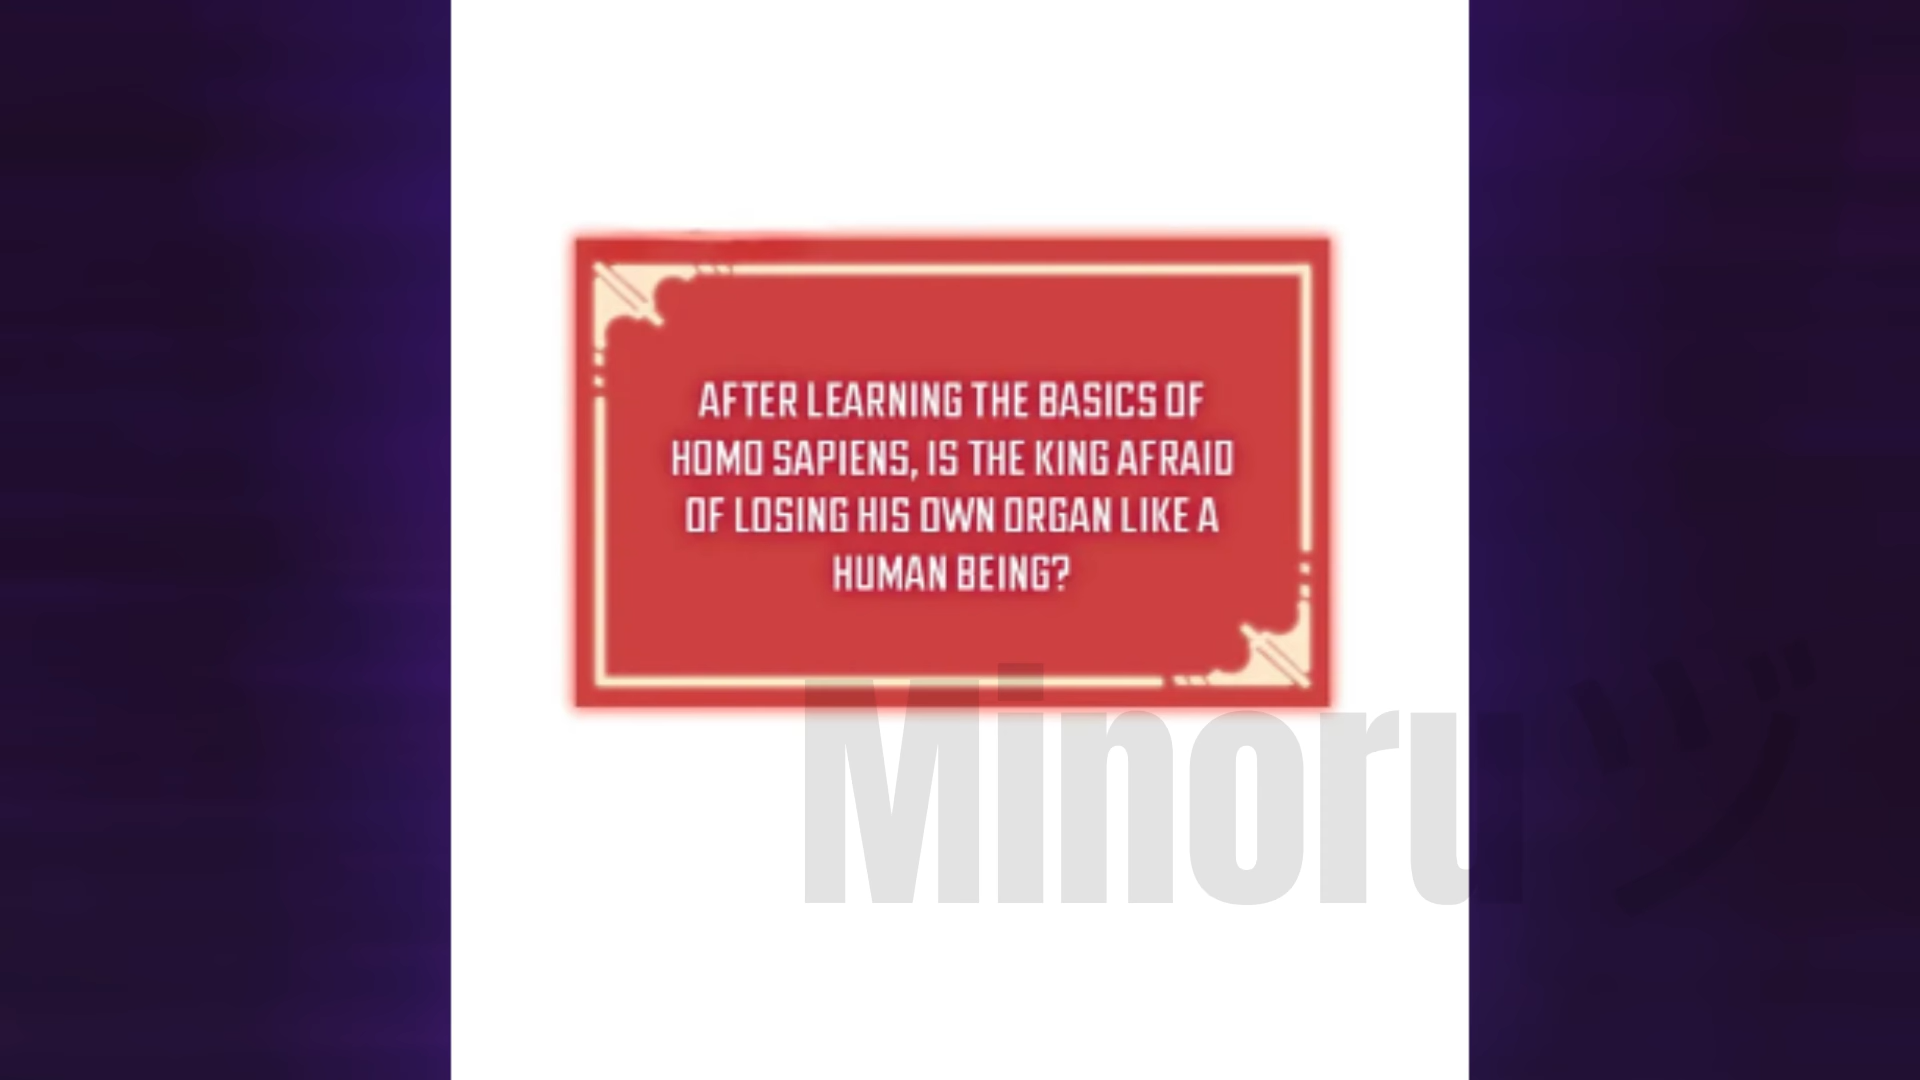 AFTER LEARNING THE BASICS OF
HOMO SAPIENS, IS THE KING AFRAID
OF LOSING HIS OWN ORGAN LIKE A
HUMAN BEING?
Minoru ツ